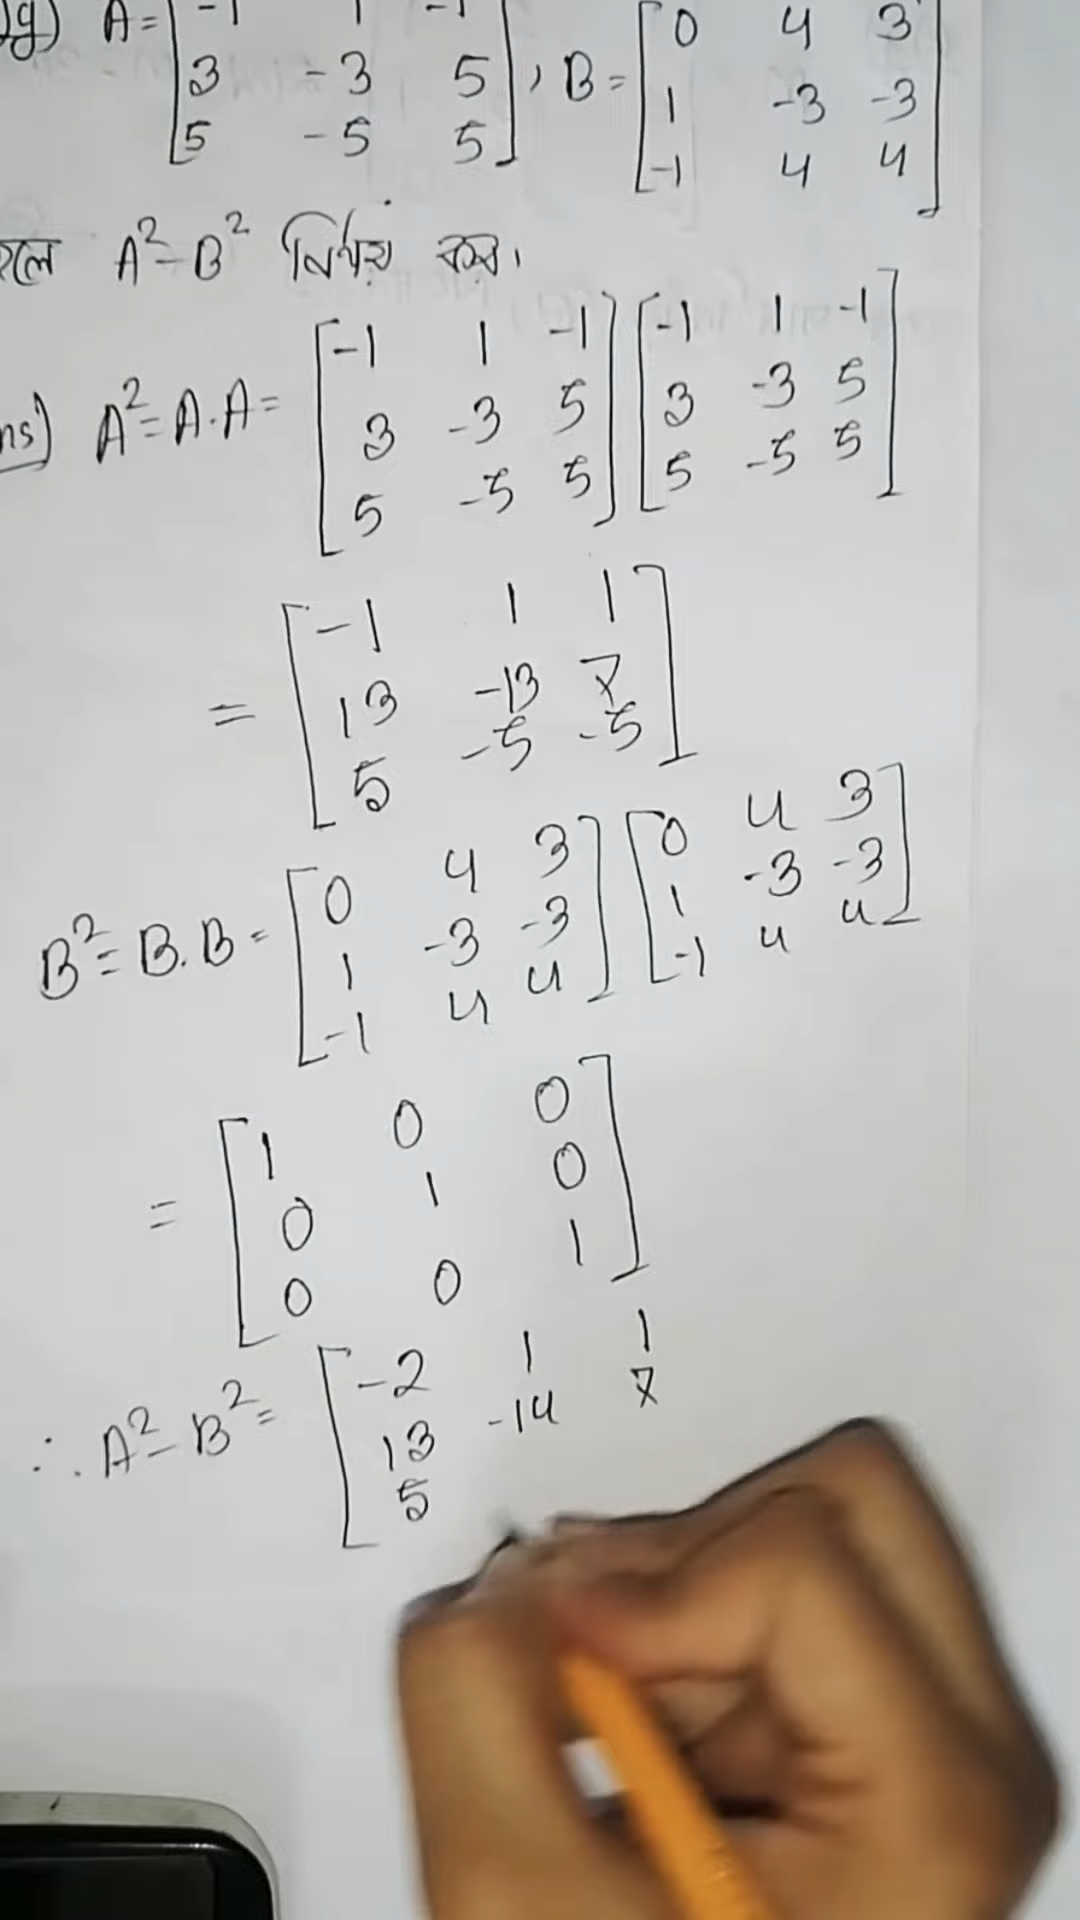 g) A = [ -1 1 -1
3 -3 5
5 -5 5 ] , B = [ 0 4 3
1 -3 -3
-1 4 4 ]
হলে A² - B² নির্ণয় কর।
ns) A² = A.A = [ -1 1 -1
3 -3 5
5 -5 5 ] [ -1 1 -1
3 -3 5
5 -5 5 ]
= [ -1 1 1
13 -13 7
5 -5 -5 ]
B² = B.B = [ 0 4 3
1 -3 -3
-1 4 4 ] [ 0 4 3
1 -3 -3
-1 4 4 ]
= [ 1 0 0
0 1 0
0 0 1 ]
∴ A² - B² = [ -2 1 1
13 -14 7
5